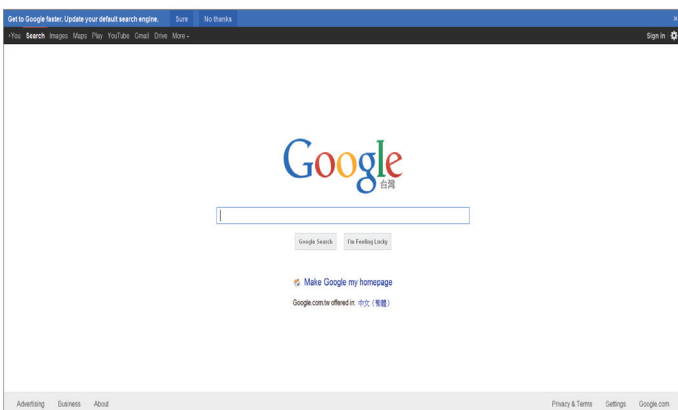 Get to Google faster. Update your default search engine. Sure No thanks x
+You Search Images Maps Play YouTube Gmail Drive More Sign in
Google
台灣
Google Search I'm Feeling Lucky
Make Google my homepage
Google.com.tw offered in: 中文（繁體）
Advertising Business About Privacy & Terms Settings Google.com